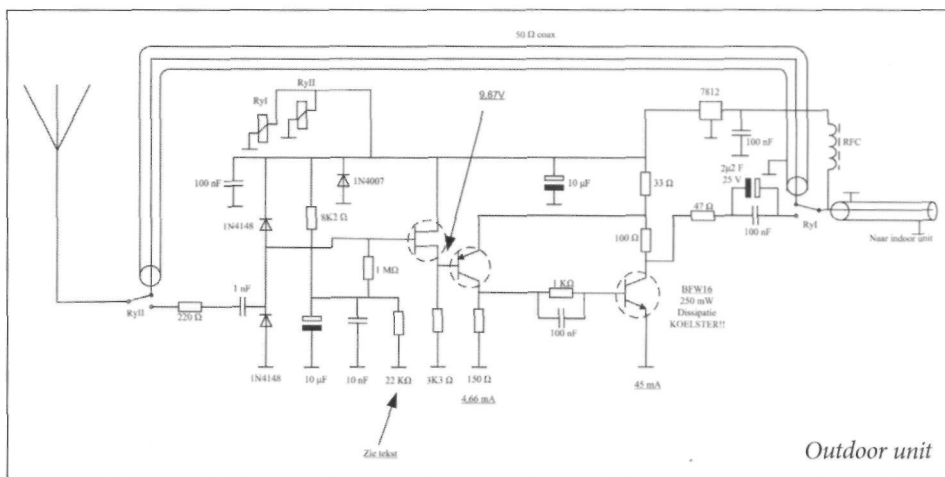 50 Ω coax
RyII
RyI
9,67V
7812
100 nF
RFC
100 nF
1N4007
10 µF
33 Ω
2µ2 F
25 V
1N4148
8K2 Ω
47 Ω
100 nF
RyI
Naar indoor unit
100 Ω
1 MΩ
1 nF
1 KΩ
BFW16
250 mW
Dissipatie
KOELSTER!!
RyII
220 Ω
100 nF
1N4148
10 µF
10 nF
22 KΩ
3K3 Ω
150 Ω
4,66 mA
45 mA
Zie tekst
Outdoor unit